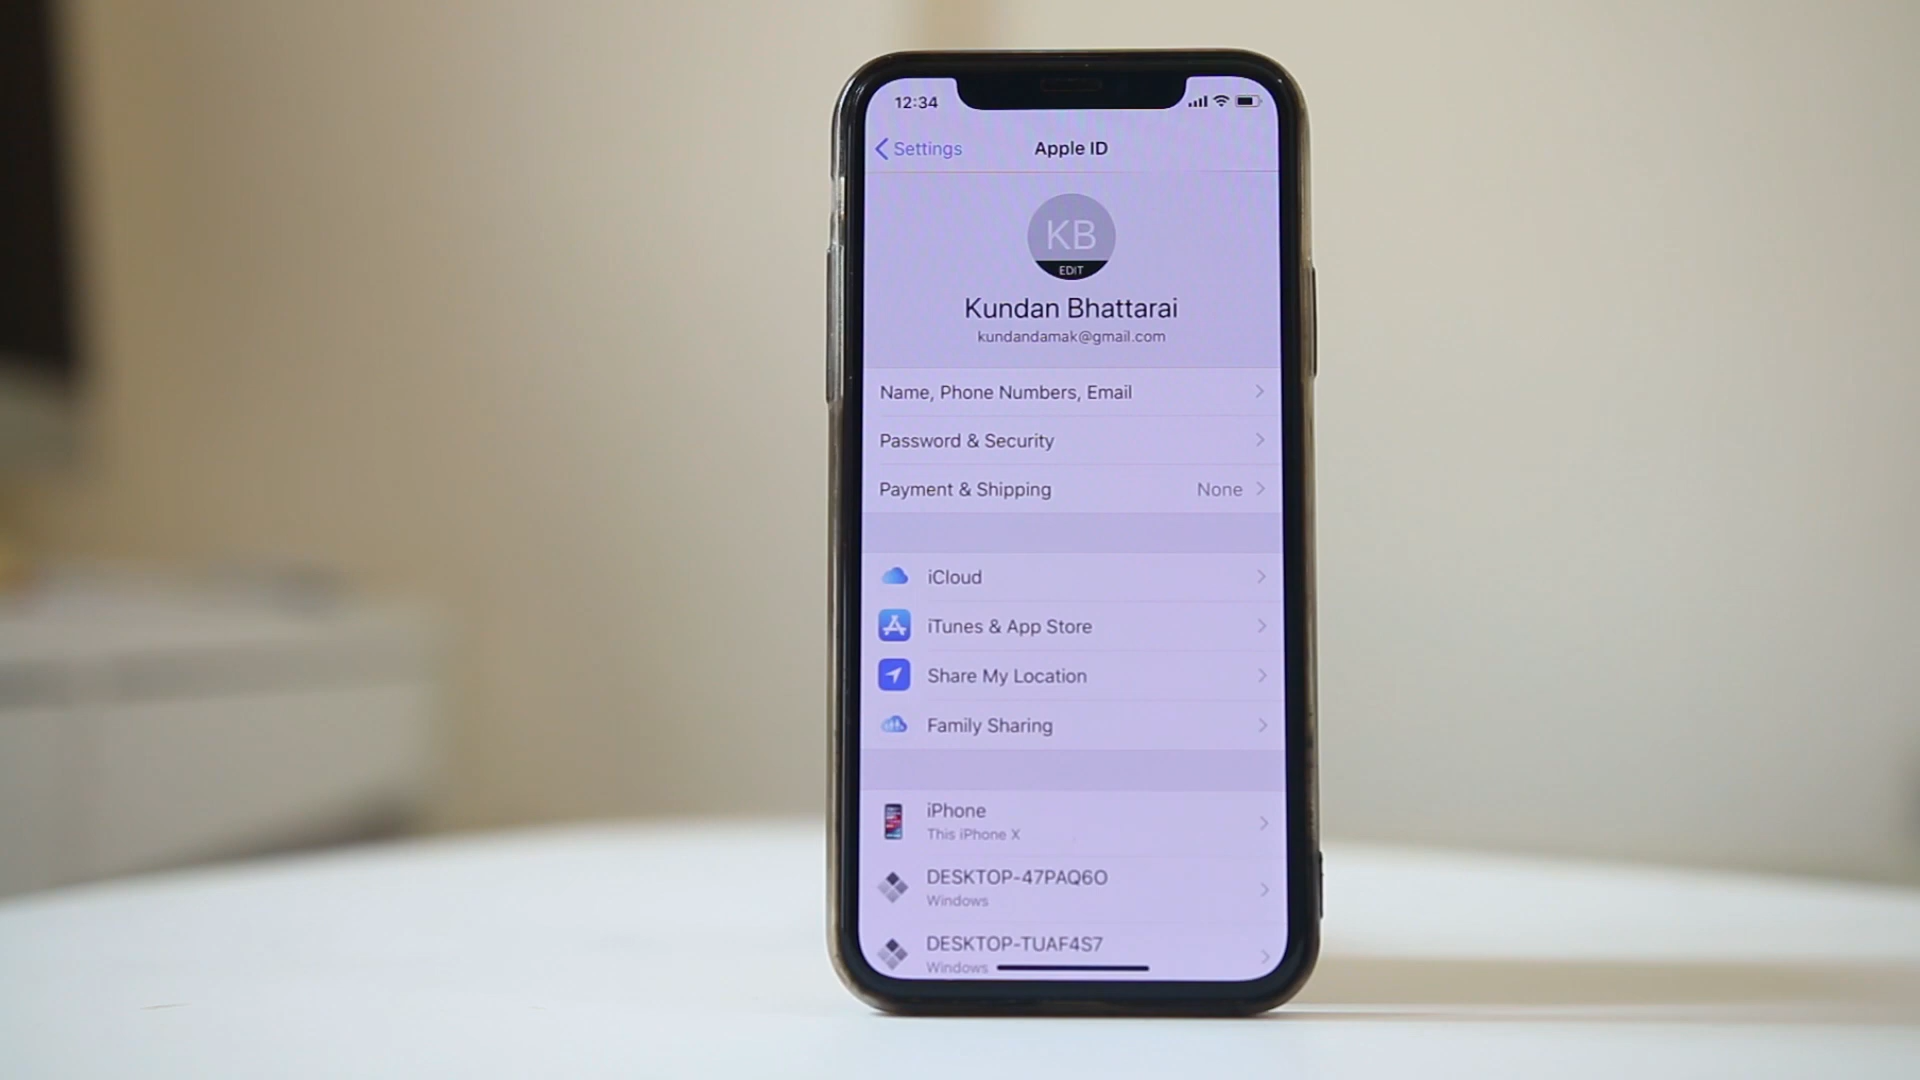 12:34
Settings
Apple ID
KB
EDIT
Kundan Bhattarai
kundandamak@gmail.com
Name, Phone Numbers, Email
Password & Security
Payment & Shipping None
iCloud
iTunes & App Store
Share My Location
Family Sharing
iPhone
This iPhone X
DESKTOP-47PAQ6O
Windows
DESKTOP-TUAF4S7
Windows